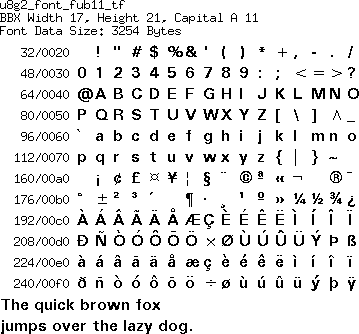 u8g2_font_fub11_tf
BBX Width 17, Height 21, Capital A 11
Font Data Size: 3254 Bytes
32/0020 ! " # $ % & ' ( ) * + , - . /
48/0030 0 1 2 3 4 5 6 7 8 9 : ; < = > ?
64/0040 @ A B C D E F G H I J K L M N O
80/0050 P Q R S T U V W X Y Z [ \ ] ^ _
96/0060 ` a b c d e f g h i j k l m n o
112/0070 p q r s t u v w x y z { | } ~
160/00a0 ¡ ¢ £ ¤ ¥ ¦ § ¨ © ª « ¬ ® ¯
176/00b0 ° ± ² ³ ´ ¶ · ¸ ¹ º » ¼ ½ ¾ ¿
192/00c0 À Á Â Ã Ä Å Æ Ç È É Ê Ë Ì Í Î Ï
208/00d0 Ð Ñ Ò Ó Ô Õ Ö × Ø Ù Ú Û Ü Ý Þ ß
224/00e0 à á â ã ä å æ ç è é ê ë ì í î ï
240/00f0 ð ñ ò ó ô õ ö ÷ ø ù ú û ü ý þ ÿ
The quick brown fox
jumps over the lazy dog.